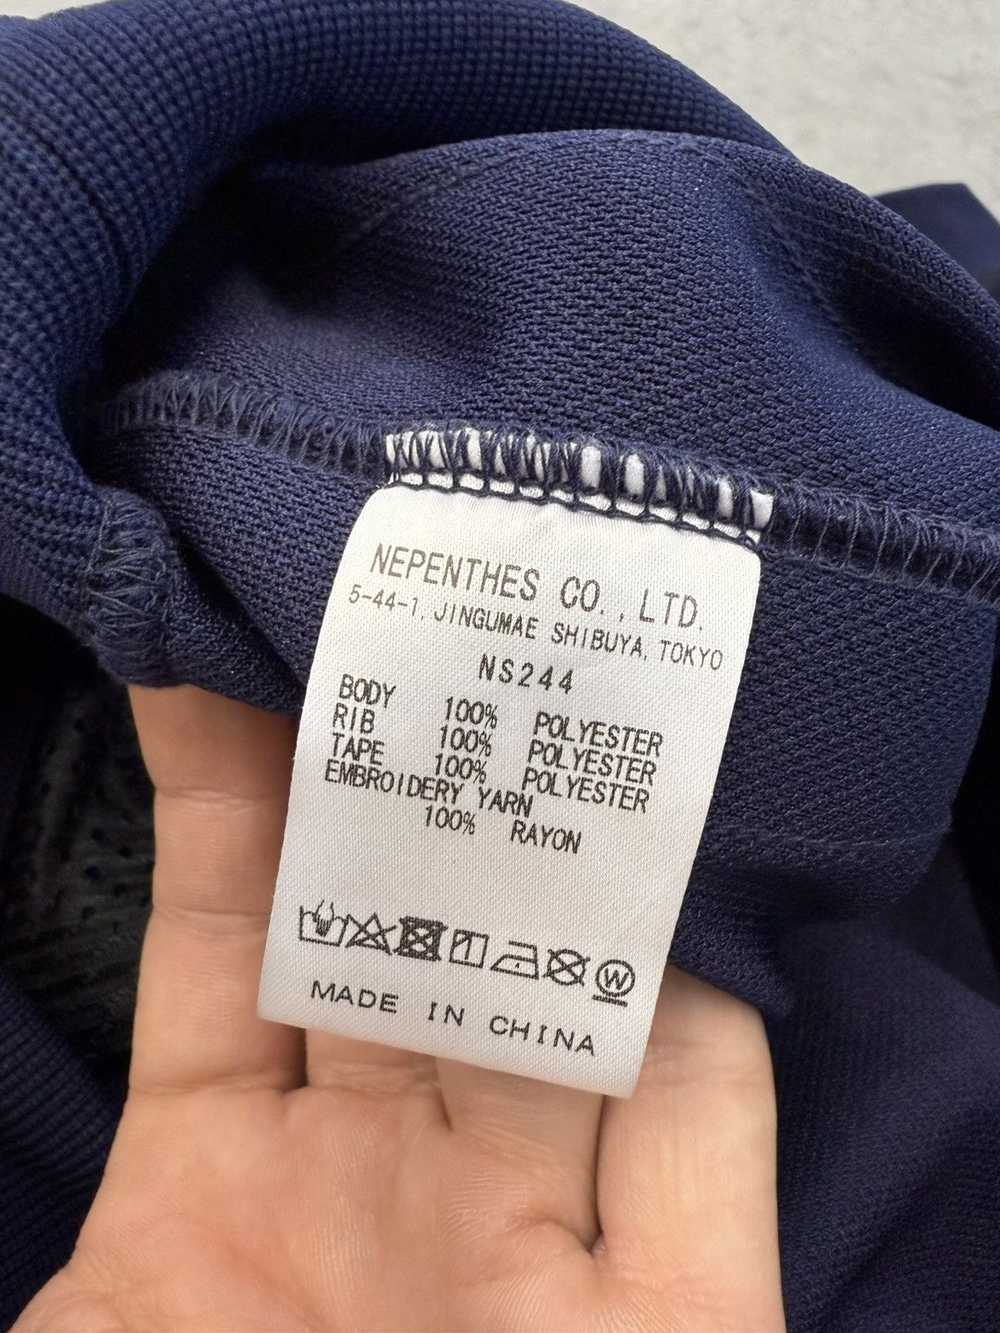 NEPENTHES CO.,LTD.
5-44-1, JINGUMAE SHIBUYA, TOKYO
NS244
BODY 100% POLYESTER
RIB 100% POLYESTER
TAPE 100% POLYESTER
EMBROIDERY YARN
100% RAYON
W
MADE IN CHINA